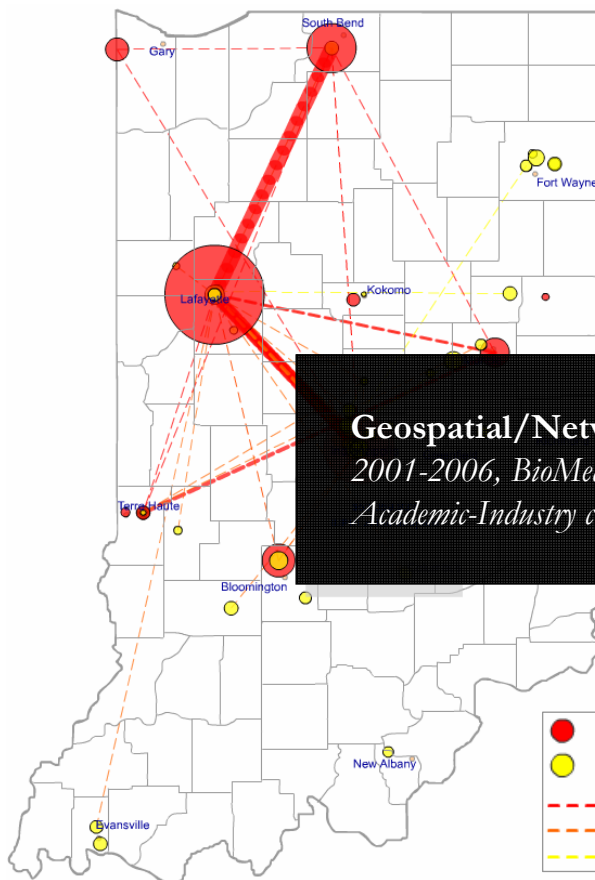 South Bend
Gary
Fort Wayne
Kokomo
Lafayette
Geospatial/Netw
2001-2006, BioMe
Academic-Industry c
Terre Haute
Bloomington
New Albany
Evansville